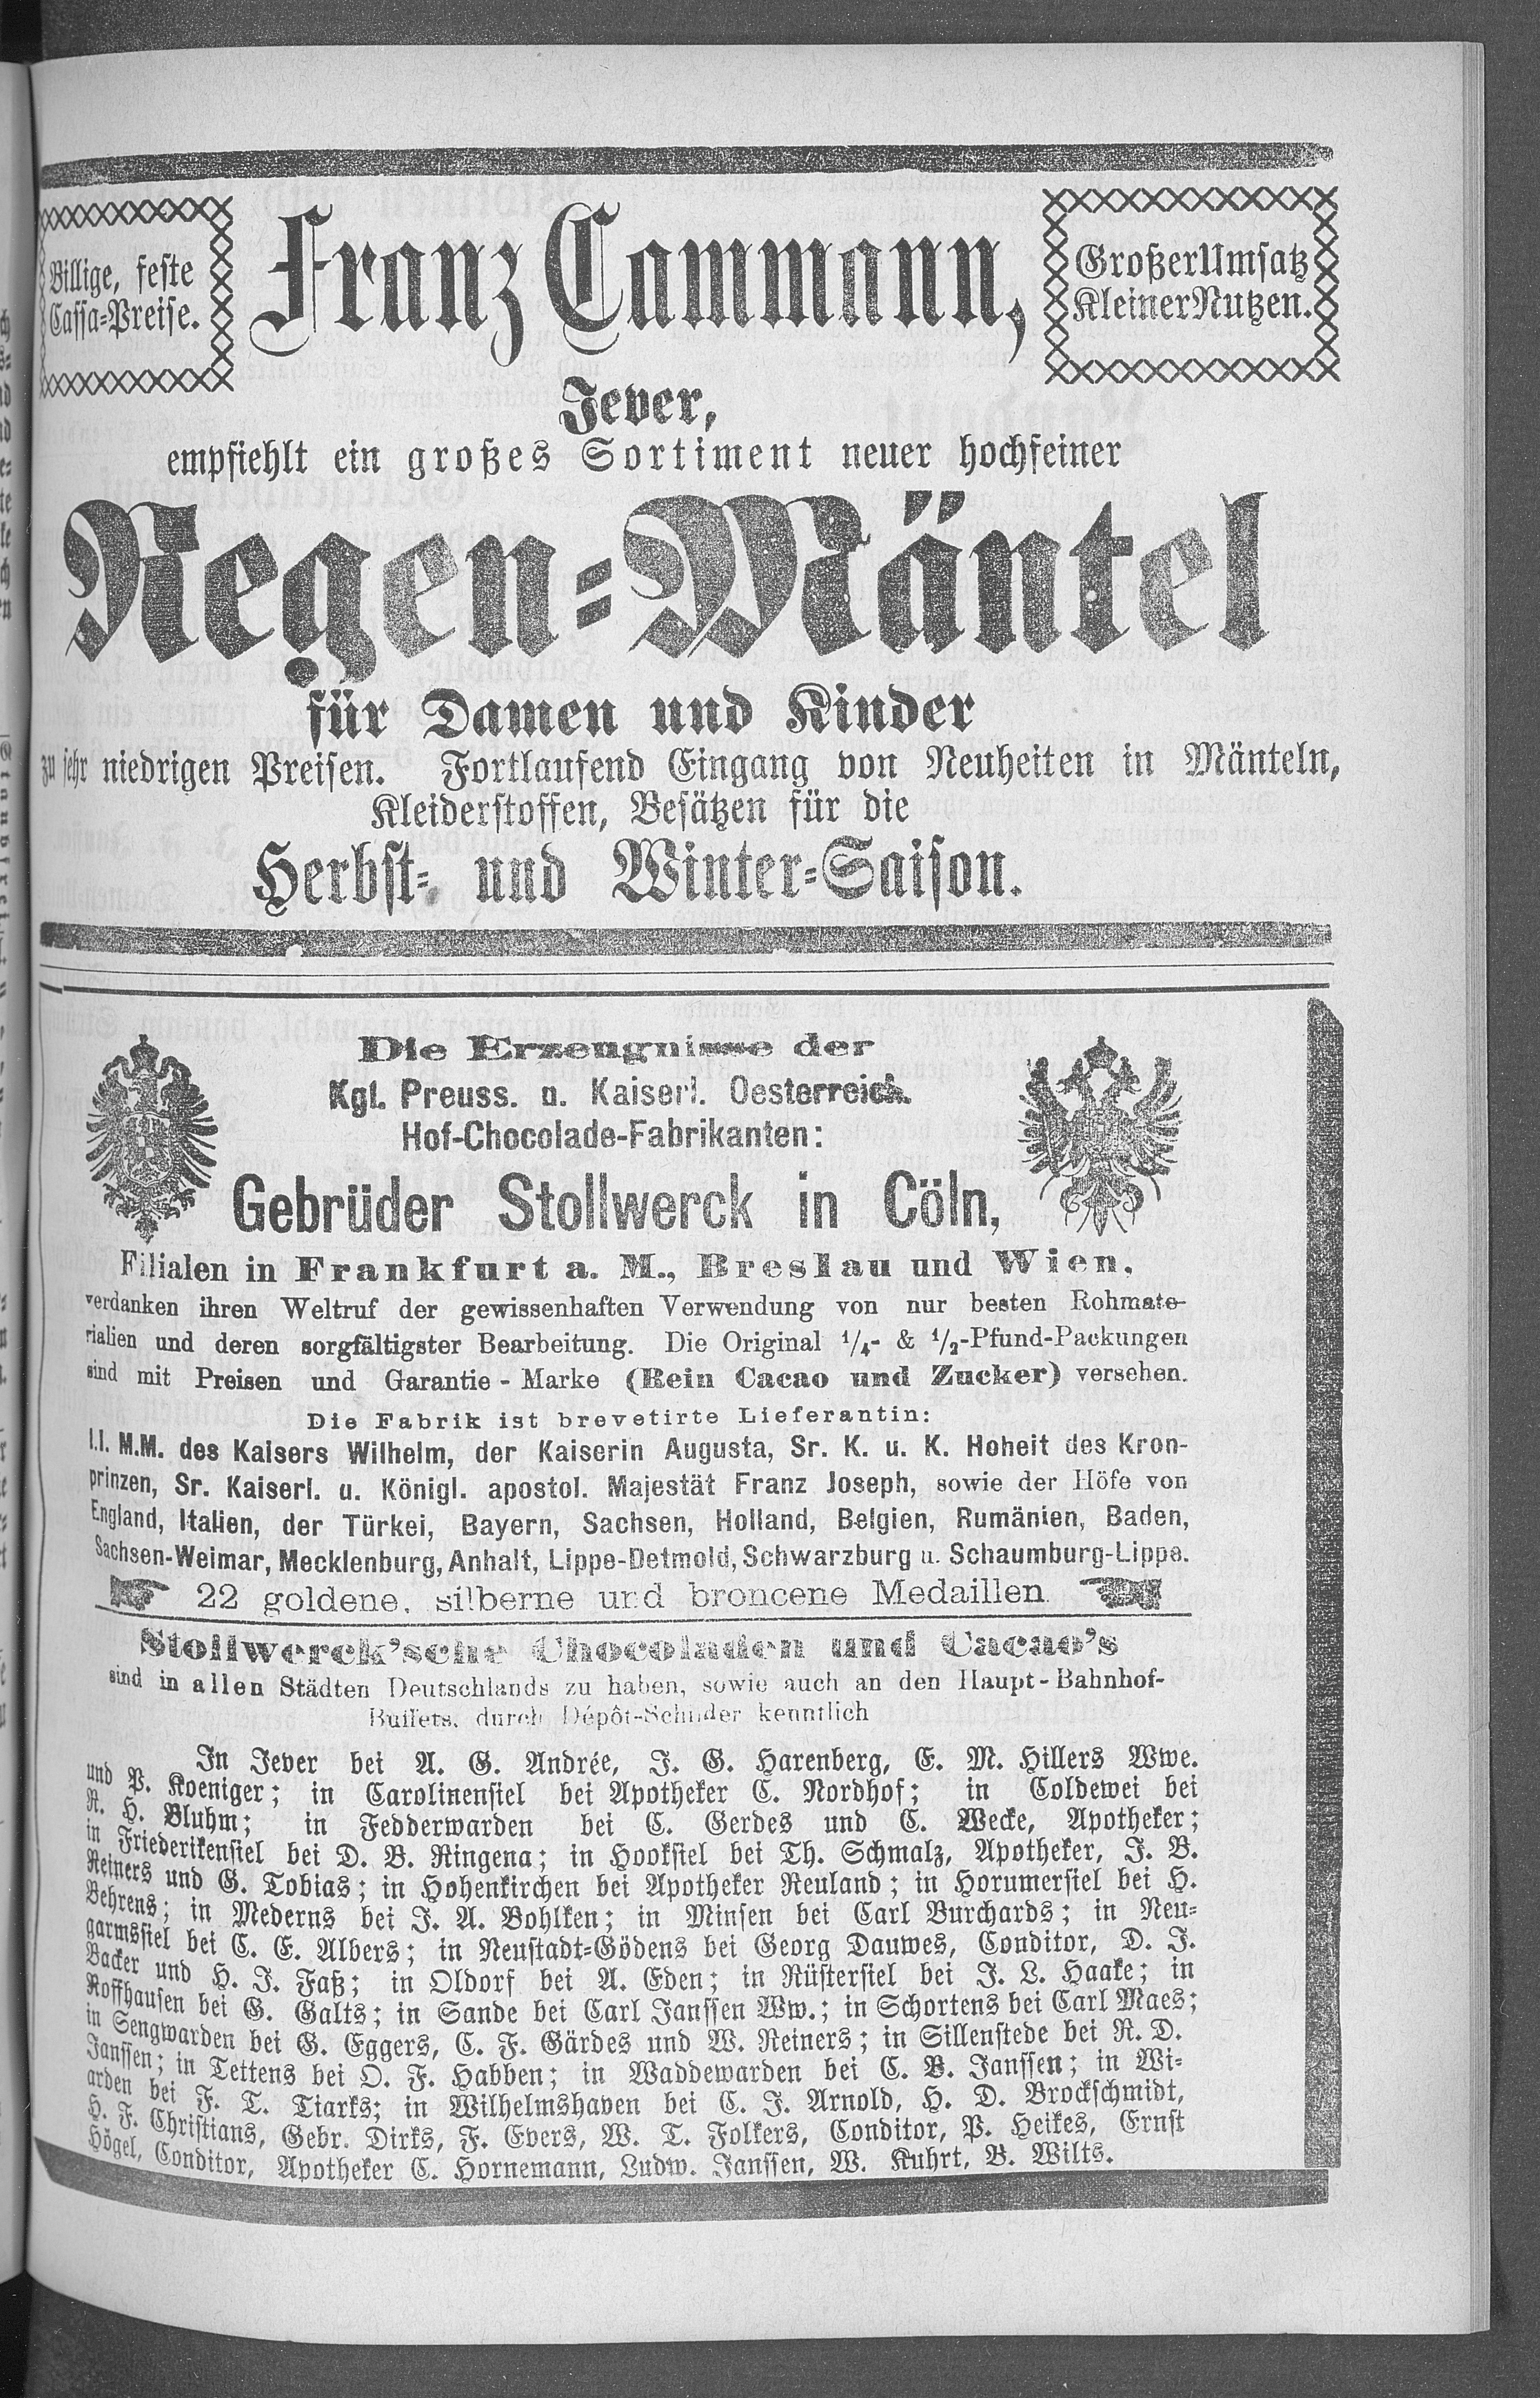 Billige, feste
Cassa-Preise.
Franz Cammann,
Großer Umsatz
Kleiner Nutzen.
Jever,
empfiehlt ein großes Sortiment neuer hochfeiner
Regen-Mäntel
für Damen und Kinder
zu sehr niedrigen Preisen. Fortlaufend Eingang von Neuheiten in Mänteln,
Kleiderstoffen, Besätzen für die
Herbst- und Winter-Saison.
Die Erzeugnisse der
Kgl. Preuss. u. Kaiserl. Oesterreich.
Hof-Chocolade-Fabrikanten:
Gebrüder Stollwerck in Cöln,
Filialen in Frankfurt a. M., Breslau und Wien,
verdanken ihren Weltruf der gewissenhaften Verwendung von nur besten Rohmate-
rialien und deren sorgfältigster Bearbeitung. Die Original 1/4- & 1/2-Pfund-Packungen
sind mit Preisen und Garantie-Marke (Rein Cacao und Zucker) versehen.
Die Fabrik ist brevetirte Lieferantin:
I.I. M.M. des Kaisers Wilhelm, der Kaiserin Augusta, Sr. K. u. K. Hoheit des Kron-
prinzen, Sr. Kaiserl. u. Königl. apostol. Majestät Franz Joseph, sowie der Höfe von
England, Italien, der Türkei, Bayern, Sachsen, Holland, Belgien, Rumänien, Baden,
Sachsen-Weimar, Mecklenburg, Anhalt, Lippe-Detmold, Schwarzburg u. Schaumburg-Lippe.
22 goldene, silberne und broncene Medaillen.
Stollwerck'sche Chocoladen und Cacao's
sind in allen Städten Deutschlands zu haben, sowie auch an den Haupt-Bahnhof-
Buffets, durch Dépôt-Schilder kenntlich
In Jever bei A. G. Andrée, J. G. Harenberg, E. M. Hillers Wwe.
und P. Koeniger; in Carolinensiel bei Apotheker C. Nordhof; in Coldewei bei
R. H. Bluhm; in Fedderwarden bei C. Gerdes und C. Wecke, Apotheker;
in Friederikensiel bei D. B. Ringena; in Hooksiel bei Th. Schmalz, Apotheker, J. B.
Reiners und G. Tobias; in Hohenkirchen bei Apotheker Reuland; in Horumersiel bei H.
Behrens; in Mederns bei J. A. Bohlken; in Minsen bei Carl Burchards; in Neu-
garmssiel bei C. E. Albers; in Neustadt-Gödens bei Georg Dauwes, Conditor, D. J.
Backer und H. J. Faß; in Oldorf bei A. Eden; in Rüstersiel bei J. L. Haake; in
Roffhausen bei G. Galts; in Sande bei Carl Janssen Ww.; in Schortens bei Carl Maes;
in Sengwarden bei G. Eggers, C. F. Gärdes und W. Reiners; in Sillenstede bei R. D.
Janssen; in Tettens bei O. F. Habben; in Waddewarden bei C. B. Janssen; in Wi-
arden bei F. T. Tiarks; in Wilhelmshaven bei C. J. Arnold, H. D. Brockschmidt,
H. F. Christians, Gebr. Dirks, F. Evers, W. T. Folkers, Conditor, P. Heikes, Ernst
Högel, Conditor, Apotheker C. Hornemann, Ludw. Janssen, W. Kuhrt, B. Wilts.